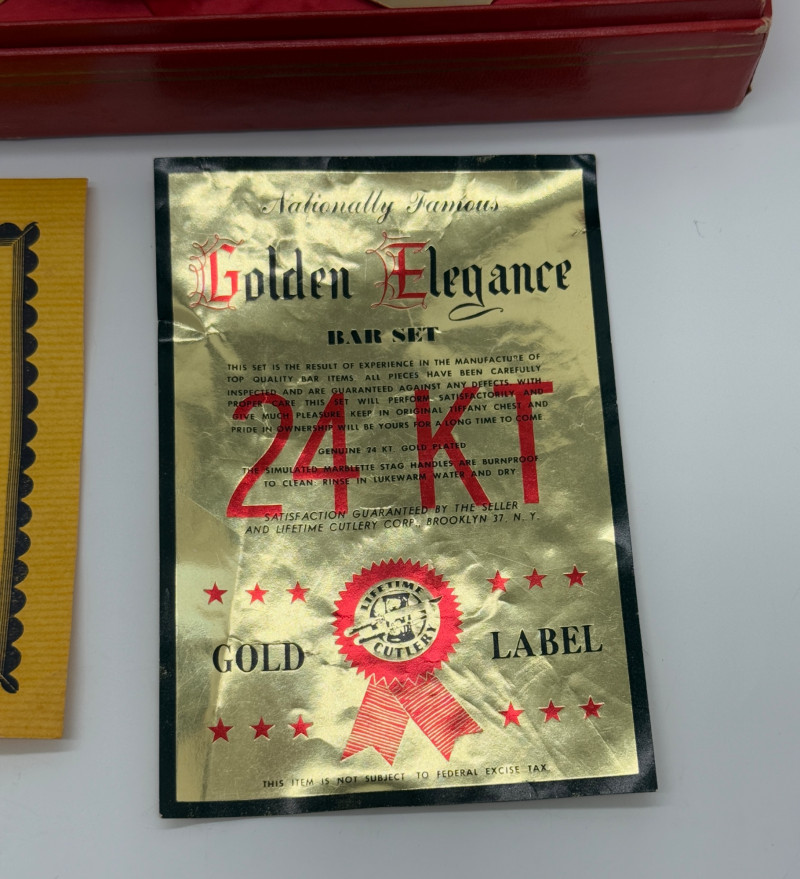 Nationally Famous
Golden Elegance
BAR SET
THIS SET IS THE RESULT OF EXPERIENCE IN THE MANUFACTURE OF
TOP QUALITY BAR ITEMS. ALL PIECES HAVE BEEN CAREFULLY
INSPECTED AND ARE GUARANTEED AGAINST ANY DEFECTS. WITH
PROPER CARE THIS SET WILL PERFORM SATISFACTORILY AND
GIVE MUCH PLEASURE. KEEP IN ORIGINAL TIFFANY CHEST AND
PRIDE IN OWNERSHIP WILL BE YOURS FOR A LONG TIME TO COME
24 KT
GENUINE 24 KT GOLD PLATED
THE SIMULATED MARBLETTE STAG HANDLES ARE BURNPROOF
TO CLEAN, RINSE IN LUKEWARM WATER AND DRY
SATISFACTION GUARANTEED BY THE SELLER
AND LIFETIME CUTLERY CORP., BROOKLYN 37, N. Y.
LIFETIME
CUTLERY
GOLD LABEL
THIS ITEM IS NOT SUBJECT TO FEDERAL EXCISE TAX.